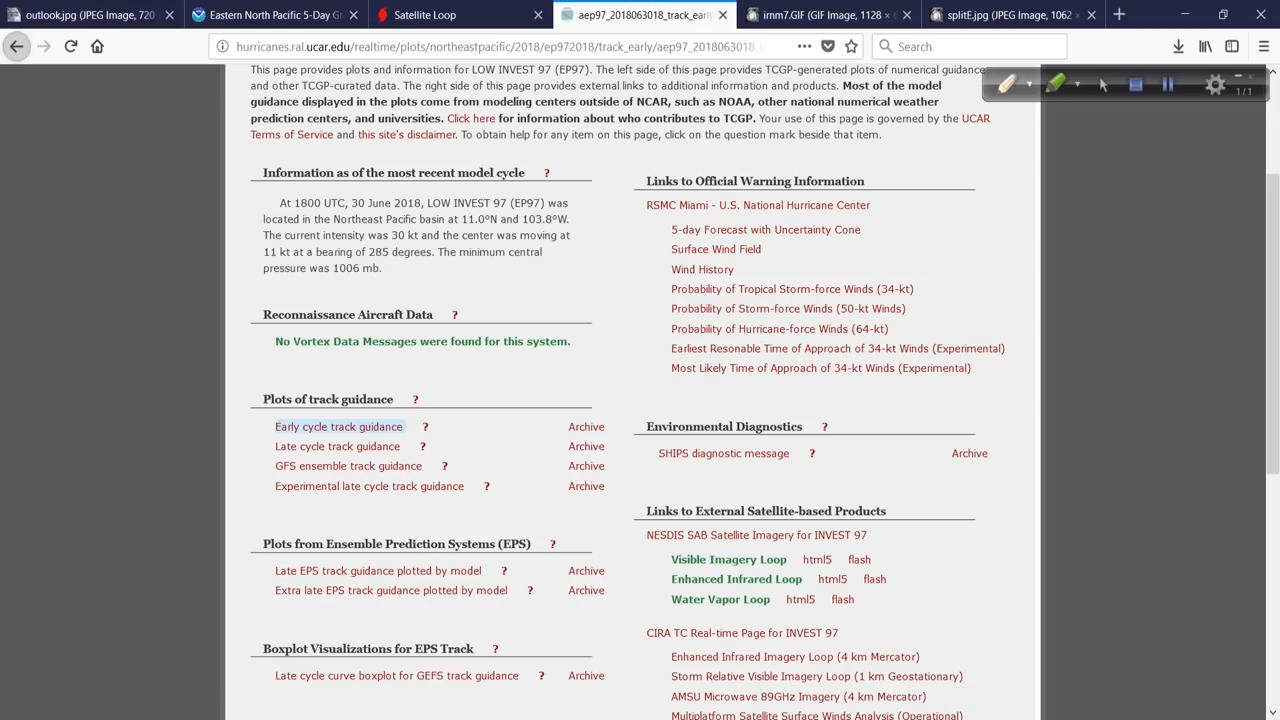 outlook.jpg (JPEG Image, 720
Eastern North Pacific 5-Day G
Satellite Loop
aep97_2018063018_track_early
irnm7.GIF (GIF Image, 1128 × 6
splitE.jpg (JPEG Image, 1062 ×
hurricanes.ral.ucar.edu/realtime/plots/northeastpacific/2018/ep972018/track_early/aep97_2018063018_t
Search
This page provides plots and information for LOW INVEST 97 (EP97). The left side of this page provides TCGP-generated plots of numerical guidance
and other TCGP-curated data. The right side of this page provides external links to additional information and products. Most of the model
guidance displayed in the plots come from modeling centers outside of NCAR, such as NOAA, other national numerical weather
prediction centers, and universities. Click here for information about who contributes to TCGP. Your use of this page is governed by the UCAR
Terms of Service and this site's disclaimer. To obtain help for any item on this page, click on the question mark beside that item.
1/1
Information as of the most recent model cycle ?
At 1800 UTC, 30 June 2018, LOW INVEST 97 (EP97) was
located in the Northeast Pacific basin at 11.0°N and 103.8°W.
The current intensity was 30 kt and the center was moving at
11 kt at a bearing of 285 degrees. The minimum central
pressure was 1006 mb.
Reconnaissance Aircraft Data ?
No Vortex Data Messages were found for this system.
Plots of track guidance ?
Early cycle track guidance ? Archive
Late cycle track guidance ? Archive
GFS ensemble track guidance ? Archive
Experimental late cycle track guidance ? Archive
Plots from Ensemble Prediction Systems (EPS) ?
Late EPS track guidance plotted by model ? Archive
Extra late EPS track guidance plotted by model ? Archive
Boxplot Visualizations for EPS Track ?
Late cycle curve boxplot for GEFS track guidance ? Archive
Links to Official Warning Information
RSMC Miami - U.S. National Hurricane Center
5-day Forecast with Uncertainty Cone
Surface Wind Field
Wind History
Probability of Tropical Storm-force Winds (34-kt)
Probability of Storm-force Winds (50-kt Winds)
Probability of Hurricane-force Winds (64-kt)
Earliest Resonable Time of Approach of 34-kt Winds (Experimental)
Most Likely Time of Approach of 34-kt Winds (Experimental)
Environmental Diagnostics ?
SHIPS diagnostic message ? Archive
Links to External Satellite-based Products
NESDIS SAB Satellite Imagery for INVEST 97
Visible Imagery Loop html5 flash
Enhanced Infrared Loop html5 flash
Water Vapor Loop html5 flash
CIRA TC Real-time Page for INVEST 97
Enhanced Infrared Imagery Loop (4 km Mercator)
Storm Relative Visible Imagery Loop (1 km Geostationary)
AMSU Microwave 89GHz Imagery (4 km Mercator)
Multiplatform Satellite Surface Winds Analysis (Operational)